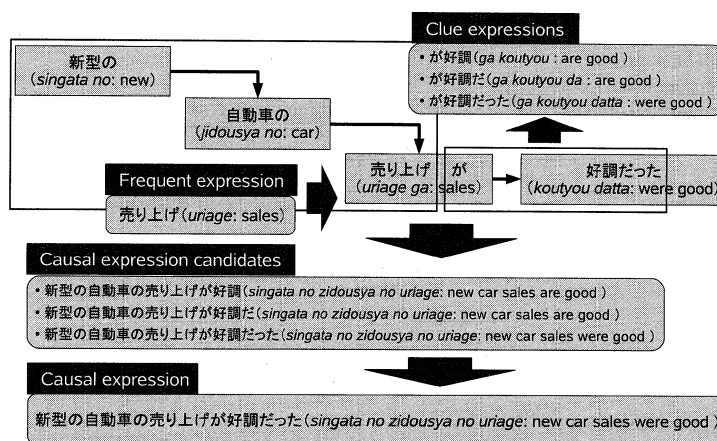 Clue expressions
・が好調(ga koutyou : are good )
・が好調だ(ga koutyou da : are good )
・が好調だった(ga koutyou datta : were good )
新型の
(singata no: new)
自動車の
(jidousya no: car)
売り上げ が
(uriage ga: sales)
好調だった
(koutyou datta: were good)
Frequent expression
売り上げ(uriage: sales)
Causal expression candidates
・新型の自動車の売り上げが好調(singata no zidousya no uriage: new car sales are good )
・新型の自動車の売り上げが好調だ(singata no zidousya no uriage: new car sales are good )
・新型の自動車の売り上げが好調だった(singata no zidousya no uriage: new car sales were good )
Causal expression
新型の自動車の売り上げが好調だった(singata no zidousya no uriage: new car sales were good )